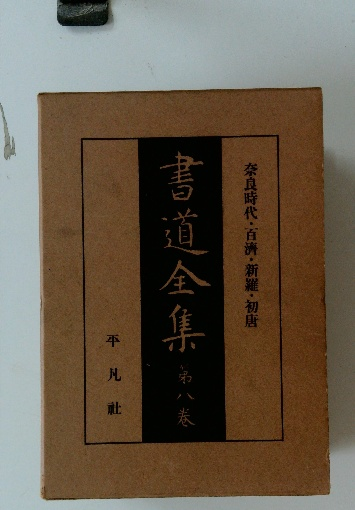 奈良時代・百濟・新羅・初唐
書道全集 第八卷
平凡社